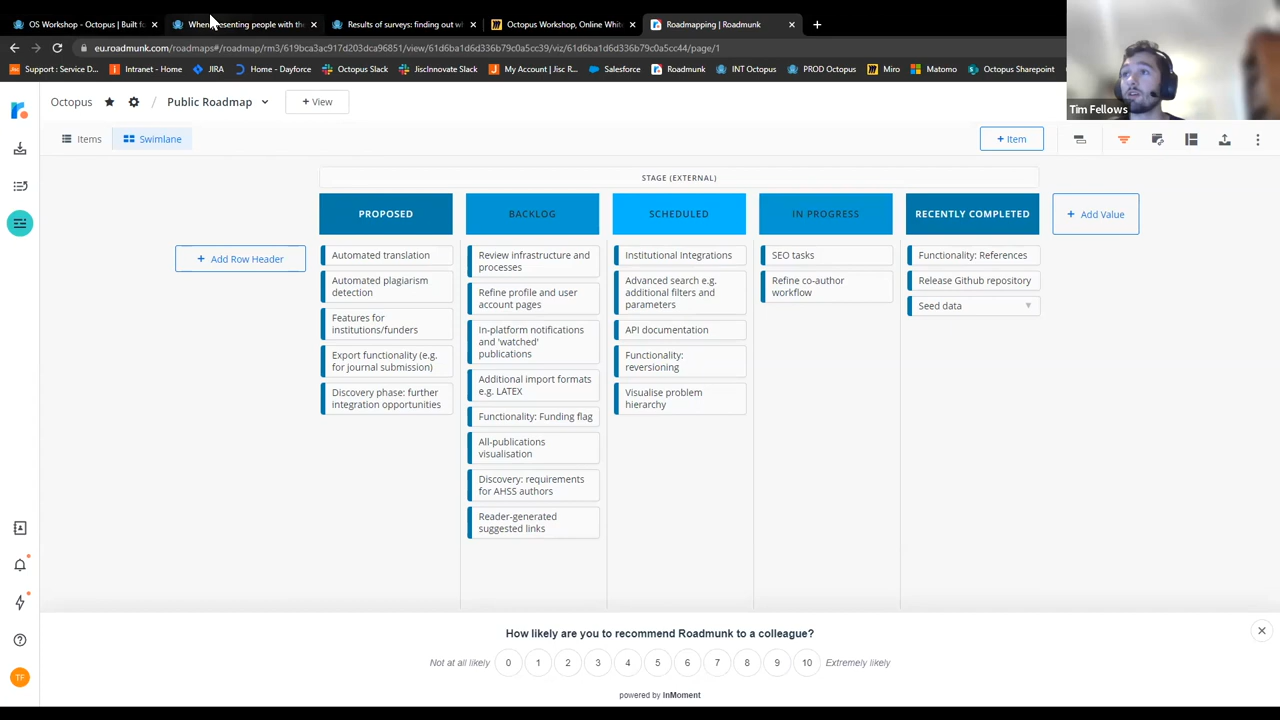 OS Workshop - Octopus | Built f
When presenting people with the
Results of surveys: finding out w
Octopus Workshop, Online White
Roadmapping | Roadmunk
eu.roadmunk.com/roadmaps#/roadmap/rm3/619bca3ac917d203dca96851/view/61d6ba1d6d336b79c0a5cc39/viz/61d6ba1d6d336b79c0a5cc44/page/1
Support : Service D...
Intranet - Home
JIRA
Home - Dayforce
Octopus Slack
JiscInnovate Slack
My Account | Jisc R...
Salesforce
Roadmunk
INT Octopus
PROD Octopus
Miro
Matomo
Octopus Sharepoint
Tim Fellows
Octopus
/
Public Roadmap
+ View
Items
Swimlane
+ Item
STAGE (EXTERNAL)
PROPOSED
BACKLOG
SCHEDULED
IN PROGRESS
RECENTLY COMPLETED
+ Add Value
+ Add Row Header
Automated translation
Automated plagiarism
detection
Features for
institutions/funders
Export functionality (e.g.
for journal submission)
Discovery phase: further
integration opportunities
Review infrastructure and
processes
Refine profile and user
account pages
In-platform notifications
and 'watched'
publications
Additional import formats
e.g. LATEX
Functionality: Funding flag
All-publications
visualisation
Discovery: requirements
for AHSS authors
Reader-generated
suggested links
Institutional Integrations
Advanced search e.g.
additional filters and
parameters
API documentation
Functionality:
reversioning
Visualise problem
hierarchy
SEO tasks
Refine co-author
workflow
Functionality: References
Release Github repository
Seed data
TF
How likely are you to recommend Roadmunk to a colleague?
Not at all likely 0 1 2 3 4 5 6 7 8 9 10 Extremely likely
powered by InMoment